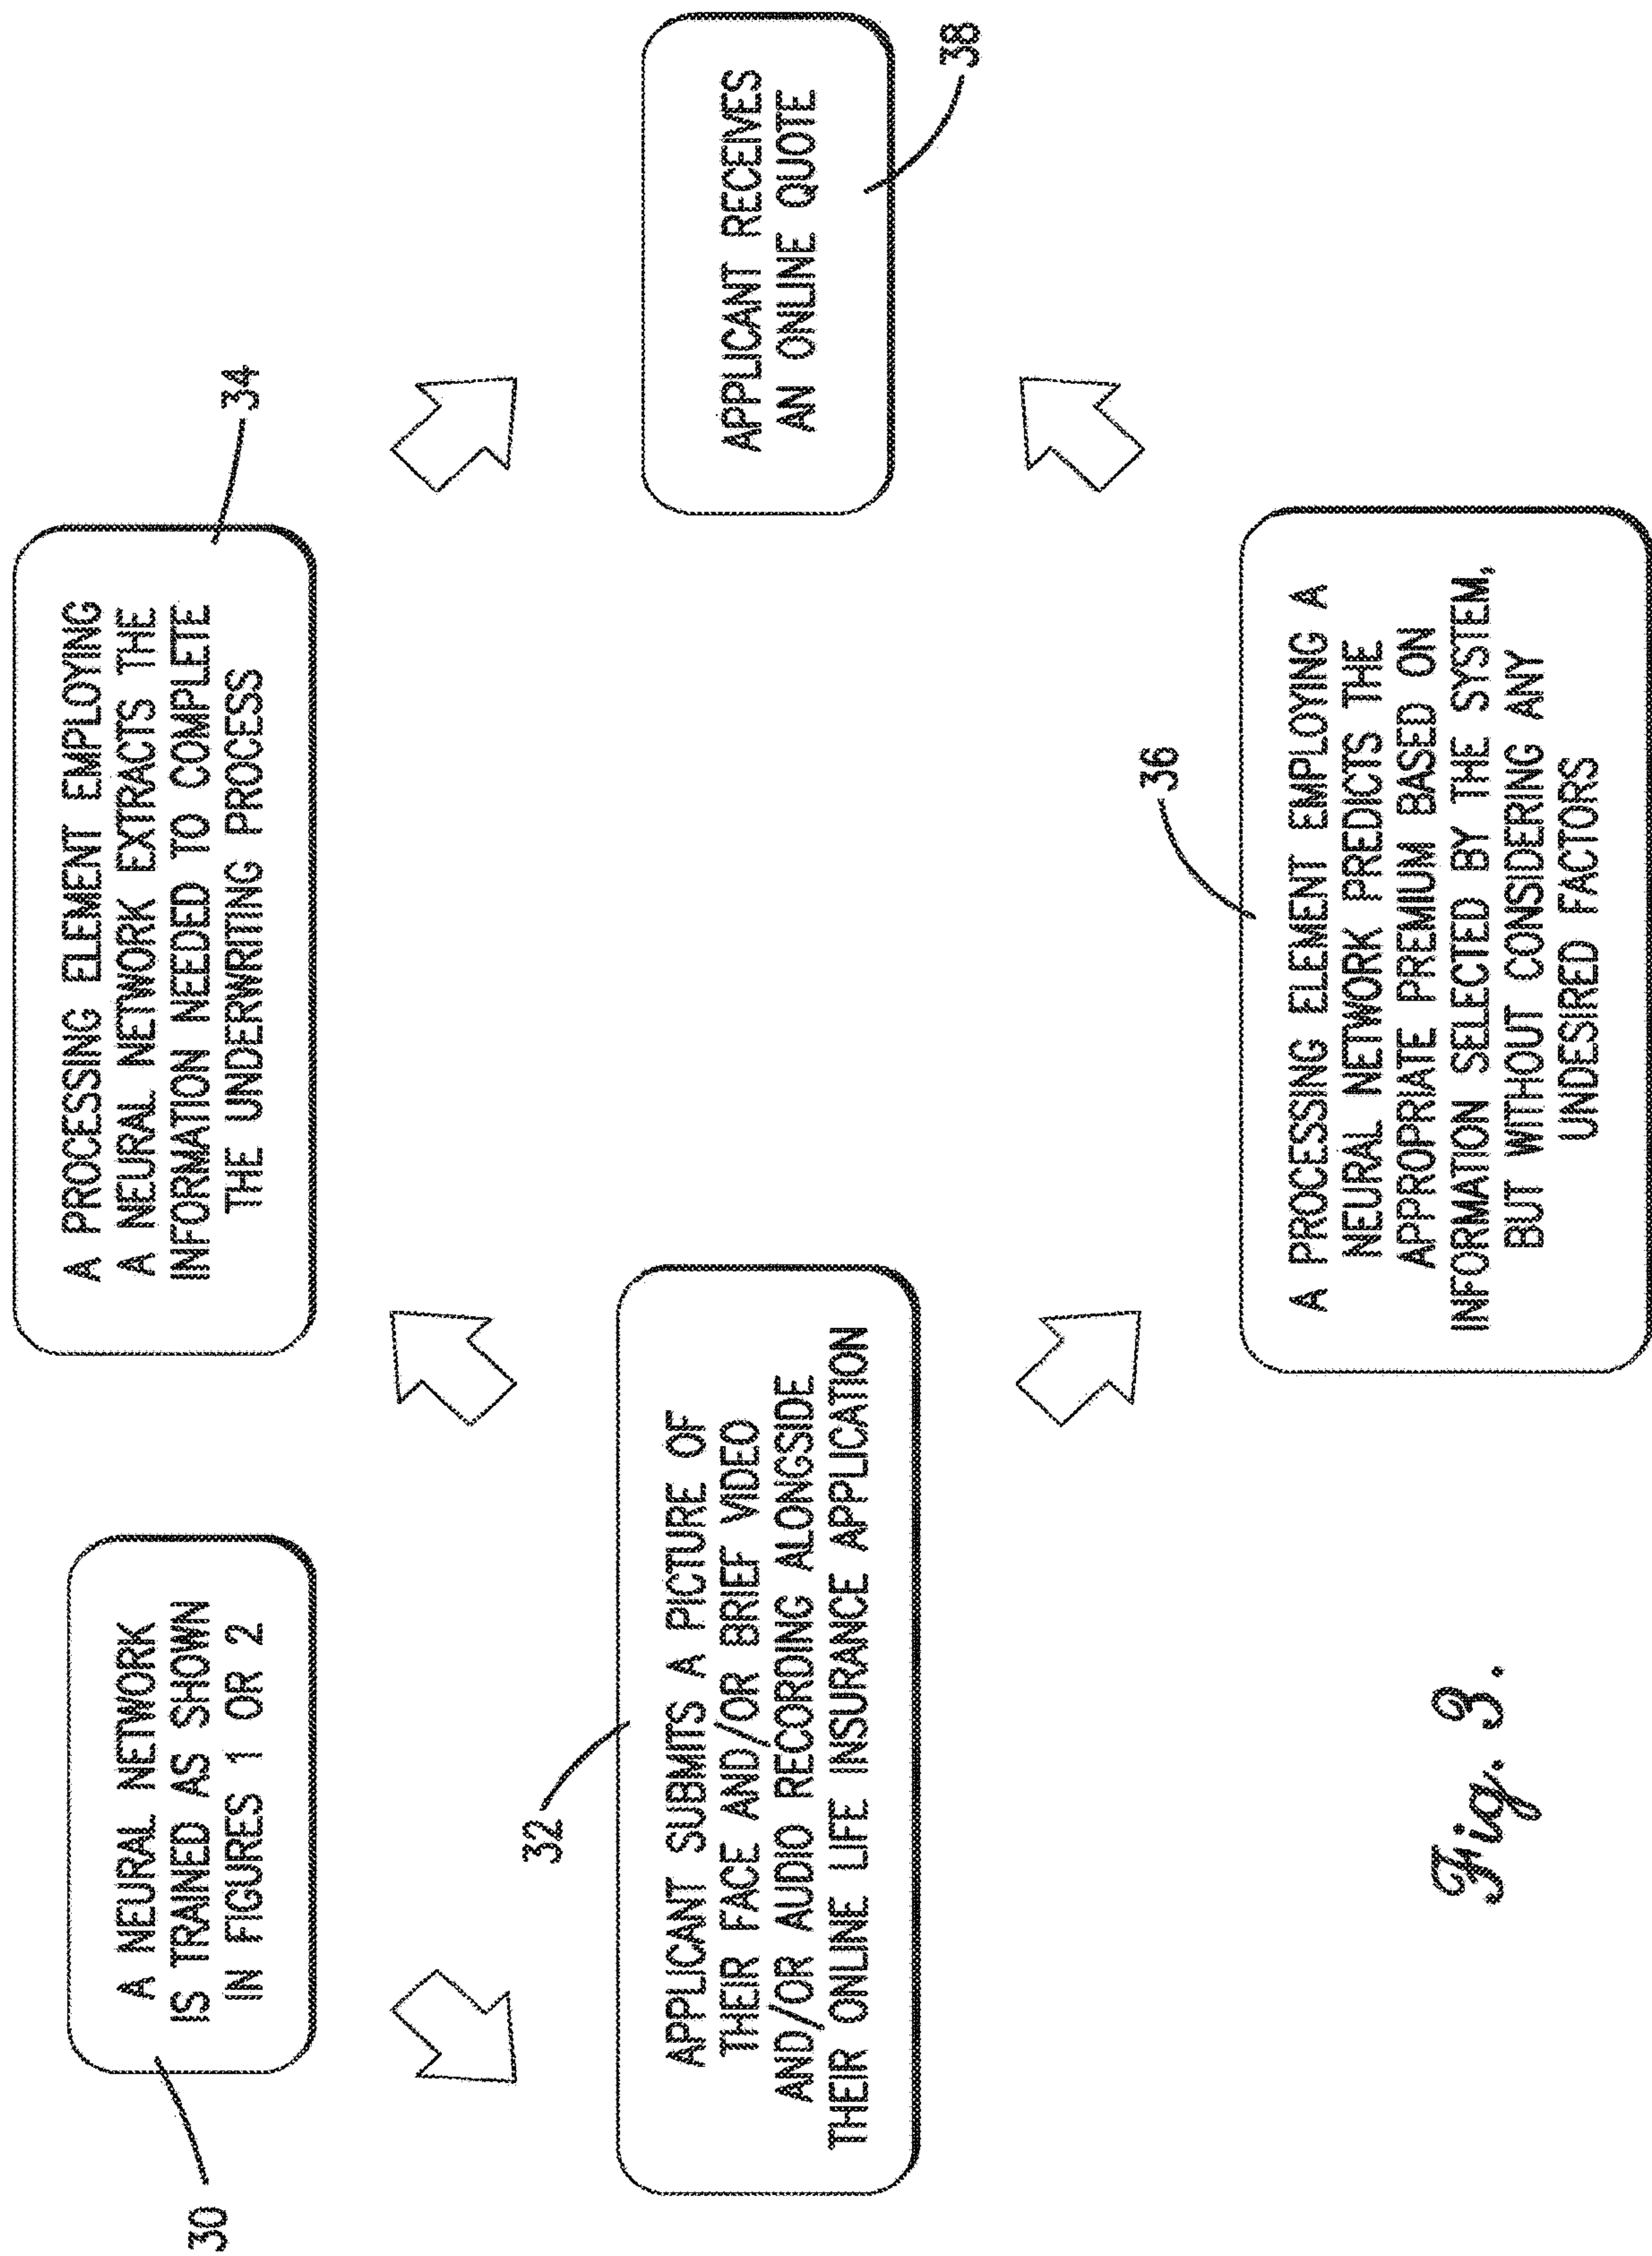 A NEURAL NETWORK
IS TRAINED AS SHOWN
IN FIGURES 1 OR 2
30
APPLICANT SUBMITS A PICTURE OF
THEIR FACE AND/OR BRIEF VIDEO
AND/OR AUDIO RECORDING ALONGSIDE
THEIR ONLINE LIFE INSURANCE APPLICATION
32
A PROCESSING ELEMENT EMPLOYING
A NEURAL NETWORK EXTRACTS THE
INFORMATION NEEDED TO COMPLETE
THE UNDERWRITING PROCESS
34
A PROCESSING ELEMENT EMPLOYING A
NEURAL NETWORK PREDICTS THE
APPROPRIATE PREMIUM BASED ON
INFORMATION SELECTED BY THE SYSTEM,
BUT WITHOUT CONSIDERING ANY
UNDESIRED FACTORS
36
APPLICANT RECEIVES
AN ONLINE QUOTE
38
Fig. 3.